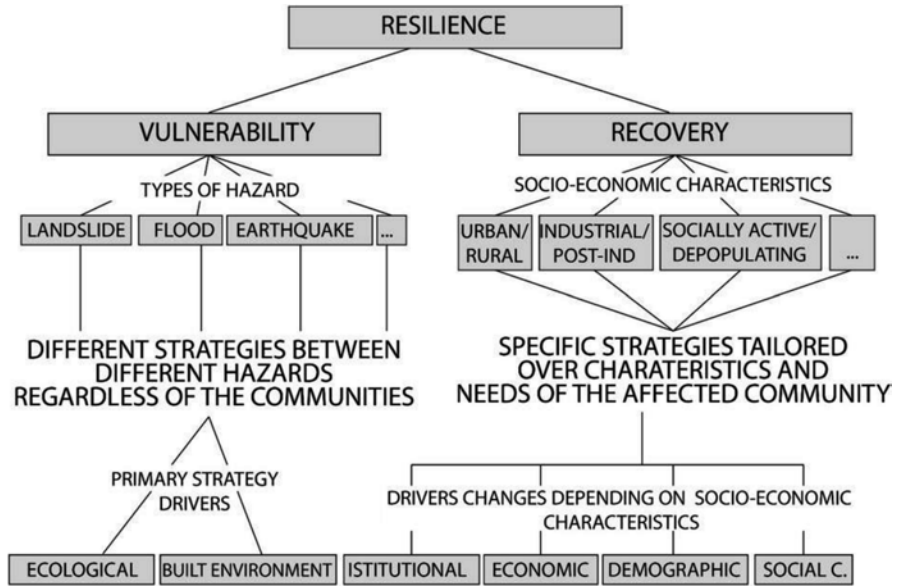 RESILIENCE
VULNERABILITY
RECOVERY
TYPES OF HAZARD
SOCIO-ECONOMIC CHARACTERISTICS
LANDSLIDE
FLOOD
EARTHQUAKE
...
URBAN/
RURAL
INDUSTRIAL/
POST-IND
SOCIALLY ACTIVE/
DEPOPULATING
...
DIFFERENT STRATEGIES BETWEEN
DIFFERENT HAZARDS
REGARDLESS OF THE COMMUNITIES
SPECIFIC STRATEGIES TAILORED
OVER CHARATERISTICS AND
NEEDS OF THE AFFECTED COMMUNITY
PRIMARY STRATEGY
DRIVERS
DRIVERS CHANGES DEPENDING ON SOCIO-ECONOMIC
CHARACTERISTICS
ECOLOGICAL
BUILT ENVIRONMENT
ISTITUTIONAL
ECONOMIC
DEMOGRAPHIC
SOCIAL C.